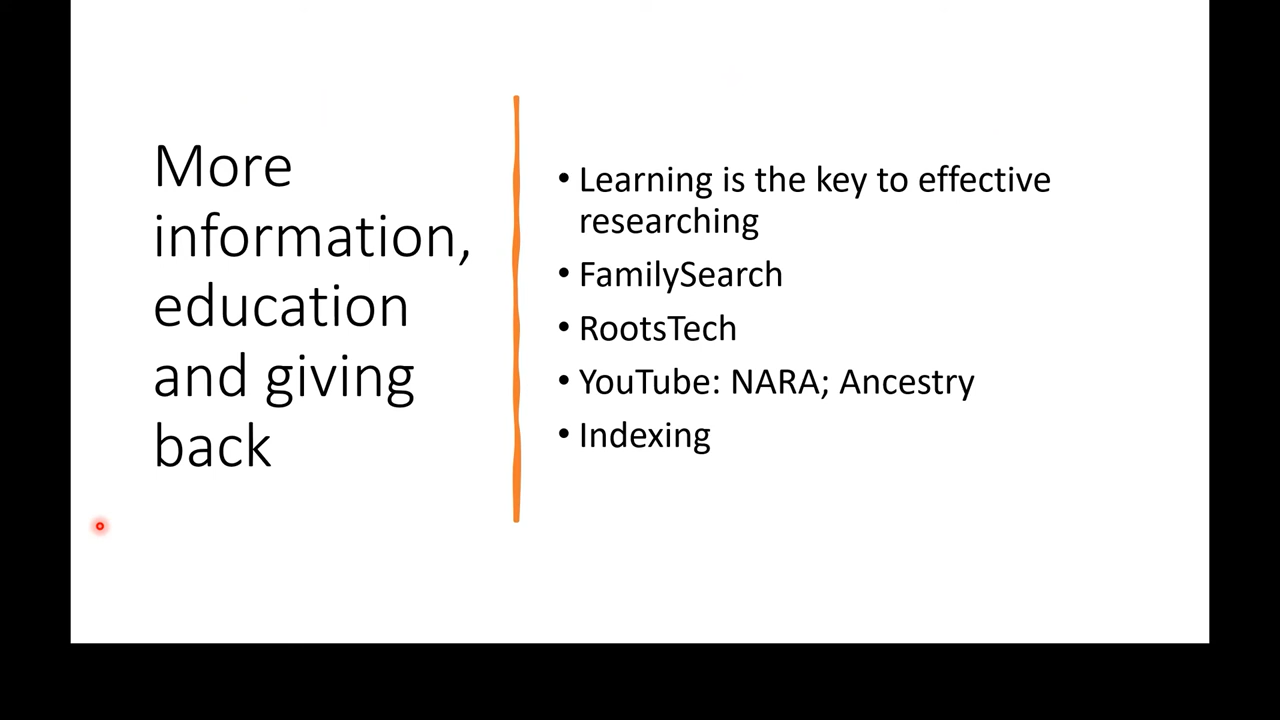 More
information,
education
and giving
back
• Learning is the key to effective
researching
• FamilySearch
• RootsTech
• YouTube: NARA; Ancestry
• Indexing